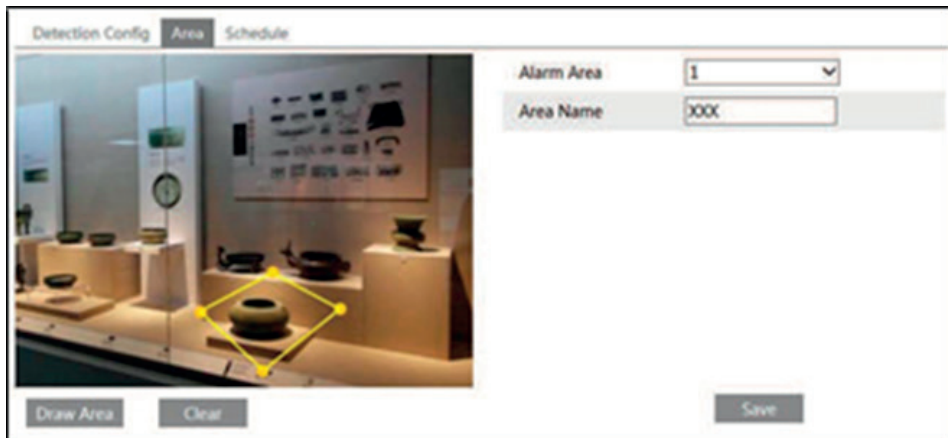 Detection Config Area Schedule
Alarm Area 1
Area Name XXX
Draw Area Clear Save